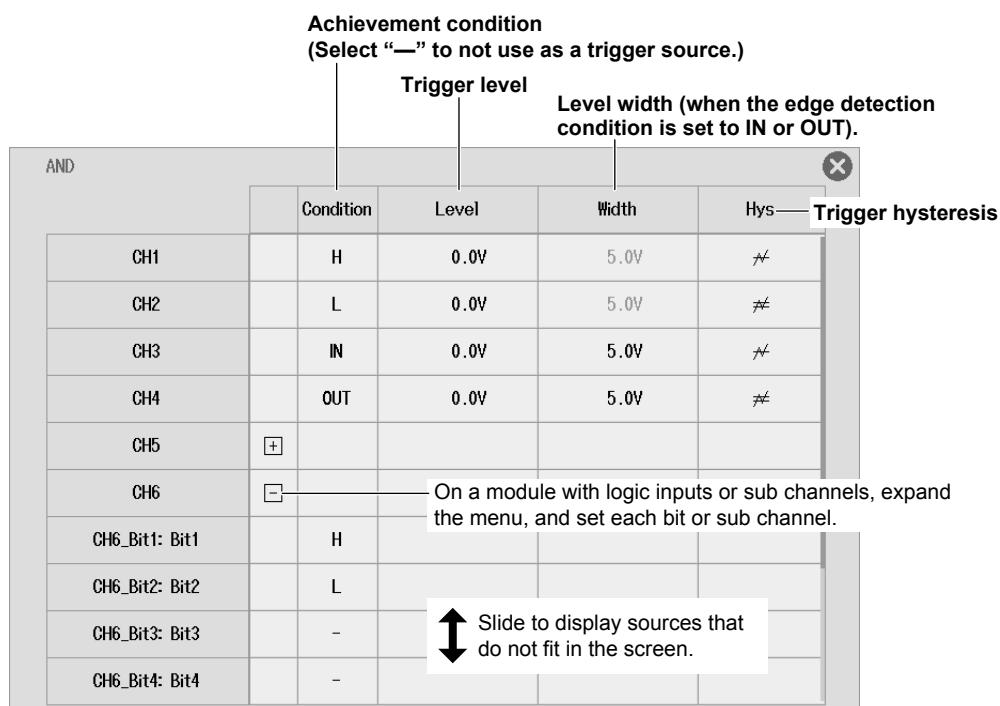 Achievement condition
(Select “—” to not use as a trigger source.)
Trigger level
Level width (when the edge detection
condition is set to IN or OUT).
AND
Condition Level Width Hys
Trigger hysteresis
CH1 H 0.0V 5.0V
CH2 L 0.0V 5.0V
CH3 IN 0.0V 5.0V
CH4 OUT 0.0V 5.0V
CH5 +
CH6 -
On a module with logic inputs or sub channels, expand
the menu, and set each bit or sub channel.
CH6_Bit1: Bit1 H
CH6_Bit2: Bit2 L
CH6_Bit3: Bit3 -
Slide to display sources that
do not fit in the screen.
CH6_Bit4: Bit4 -